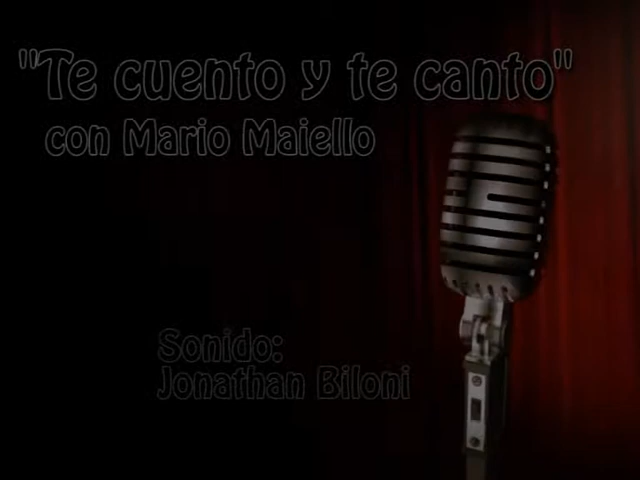 "Te cuento y te canto"
con Mario Maiello
Sonido:
Jonathan Biloni